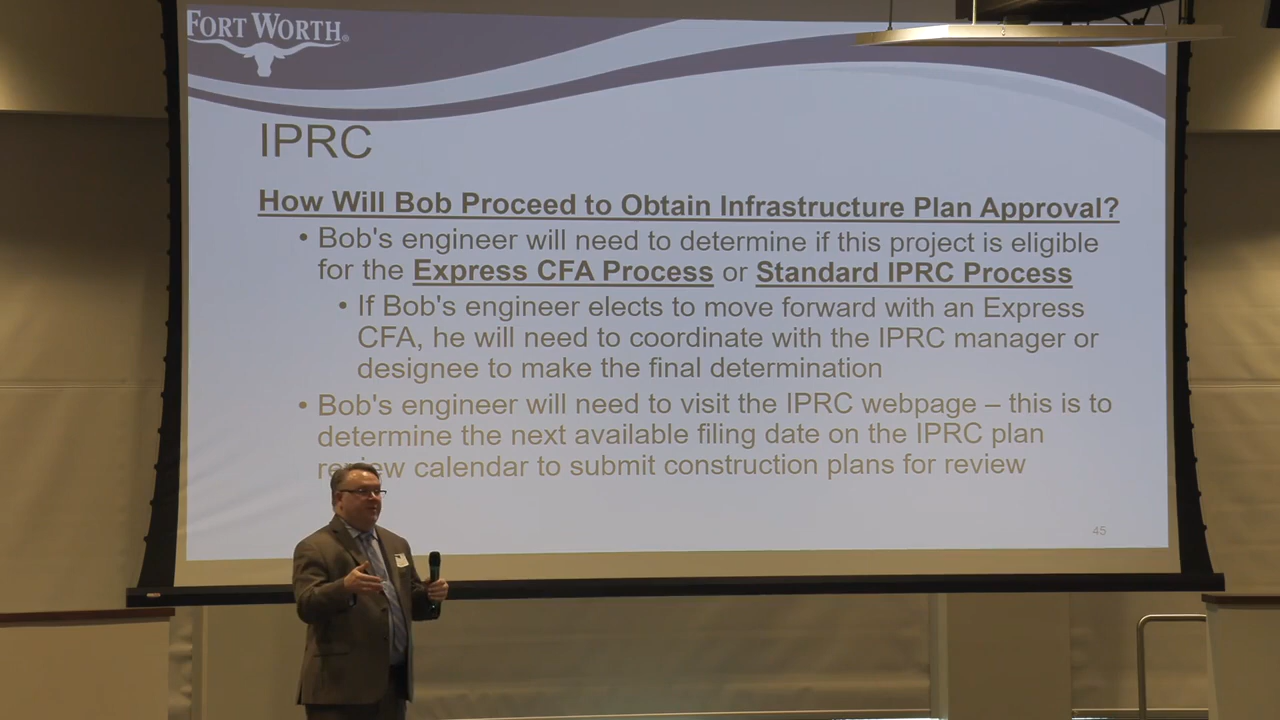 FORT WORTH®
IPRC
How Will Bob Proceed to Obtain Infrastructure Plan Approval?
• Bob's engineer will need to determine if this project is eligible
for the Express CFA Process or Standard IPRC Process
• If Bob's engineer elects to move forward with an Express
CFA, he will need to coordinate with the IPRC manager or
designee to make the final determination
• Bob's engineer will need to visit the IPRC webpage – this is to
determine the next available filing date on the IPRC plan
review calendar to submit construction plans for review
45